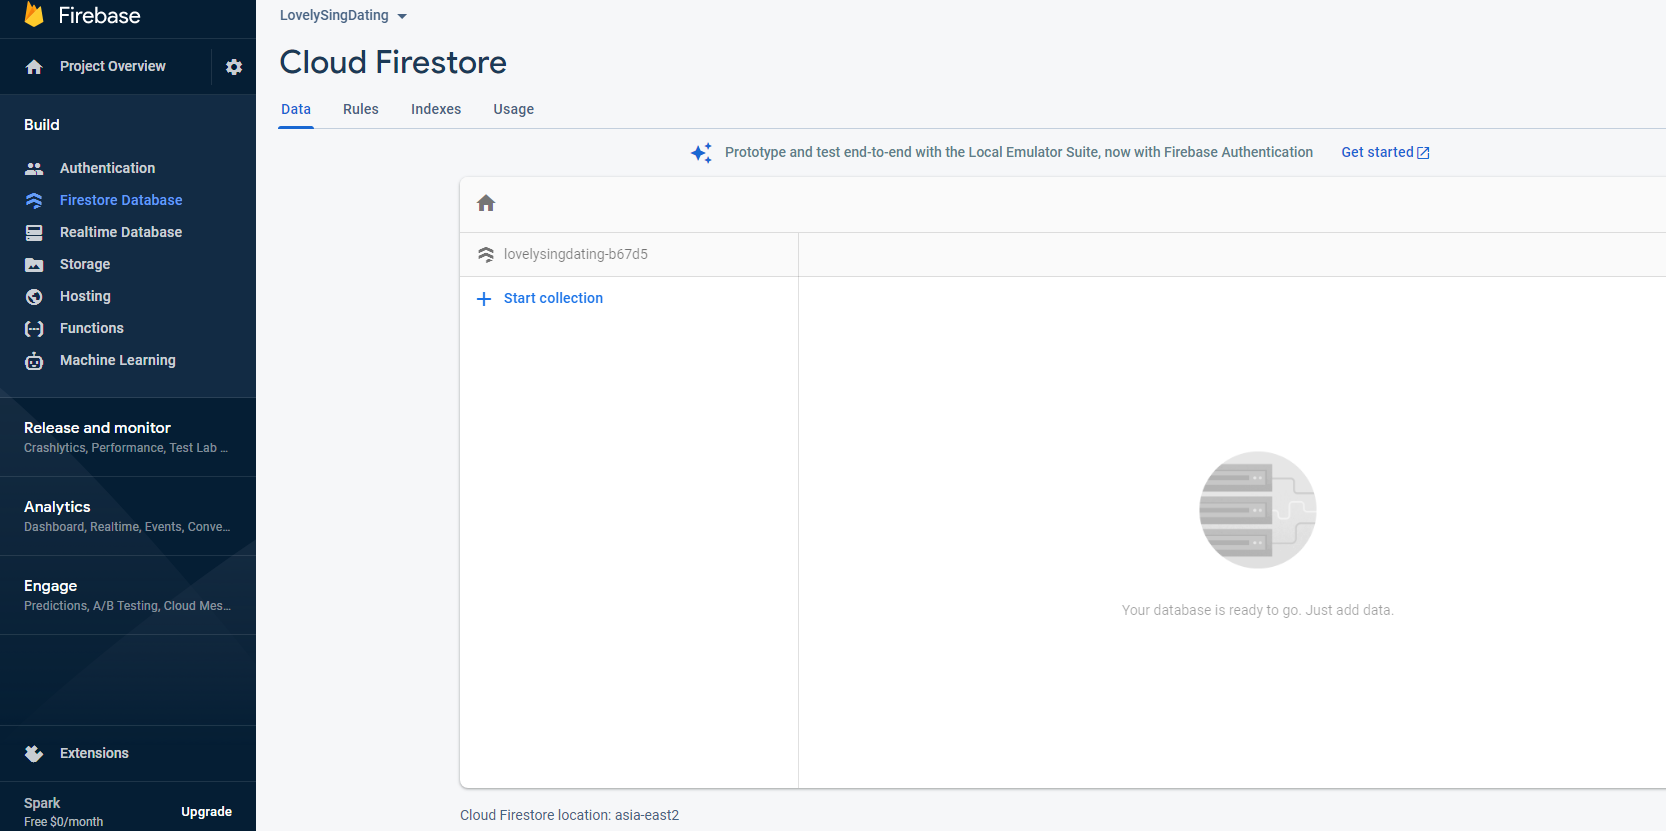 Firebase
Project Overview
Build
Authentication
Firestore Database
Realtime Database
Storage
Hosting
Functions
Machine Learning
Release and monitor
Crashlytics, Performance, Test Lab ...
Analytics
Dashboard, Realtime, Events, Conve...
Engage
Predictions, A/B Testing, Cloud Mes...
Extensions
Spark
Free $0/month
Upgrade
LovelySingDating
Cloud Firestore
Data Rules Indexes Usage
Prototype and test end-to-end with the Local Emulator Suite, now with Firebase Authentication Get started
lovelysingdating-b67d5
Start collection
Your database is ready to go. Just add data.
Cloud Firestore location: asia-east2